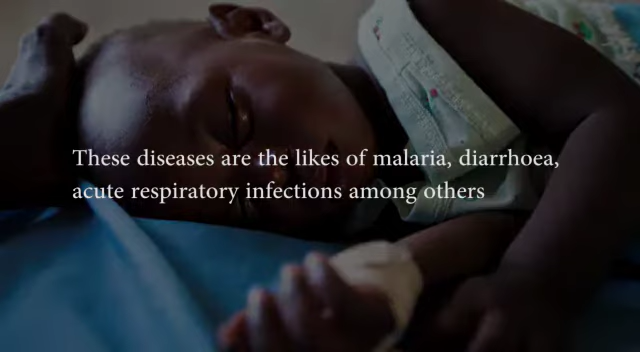 These diseases are the likes of malaria, diarrhoea,
acute respiratory infections among others